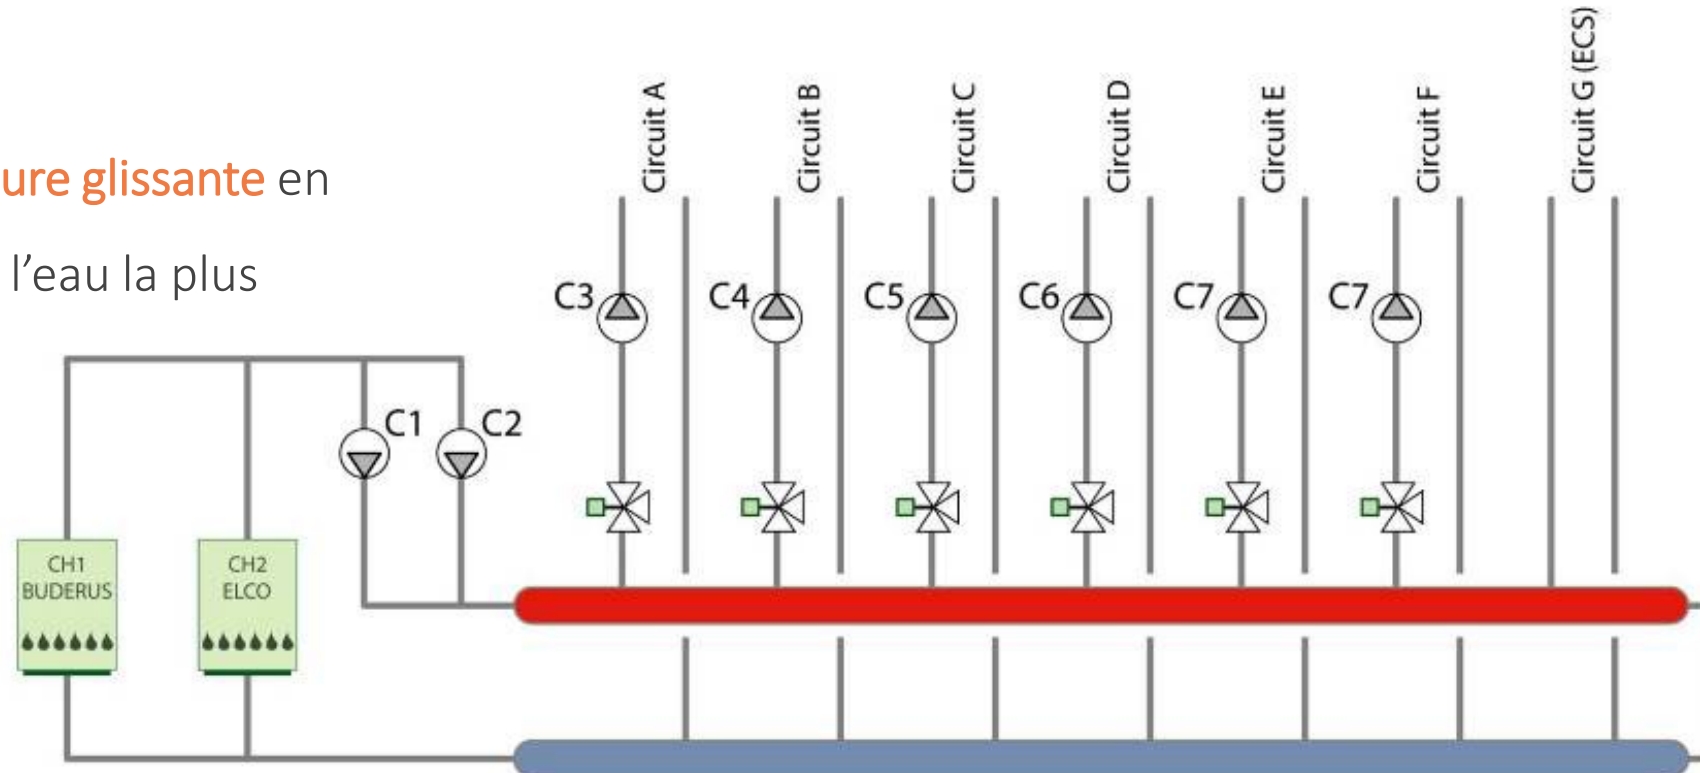 ure glissante en
l’eau la plus
Circuit A
Circuit B
Circuit C
Circuit D
Circuit E
Circuit F
Circuit G (ECS)
C3
C4
C5
C6
C7
C7
C1
C2
CH1
BUDERUS
CH2
ELCO